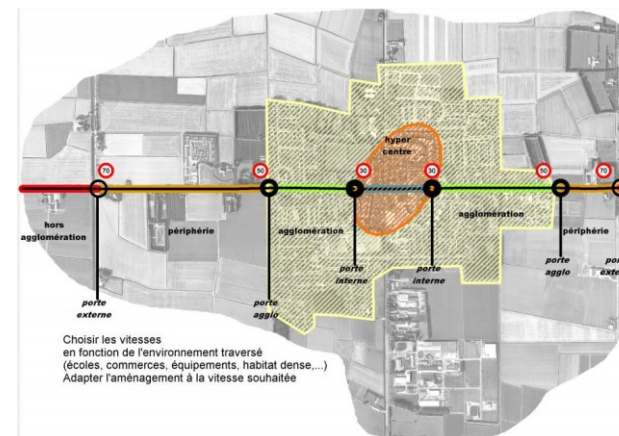 hyper
centre
70
50
30
30
50
70
hors
agglomération
périphérie
agglomération
agglomération
périphérie
porte
externe
porte
agglo
porte
interne
porte
interne
porte
agglo
Choisir les vitesses
en fonction de l'environnement traversé
(écoles, commerces, équipements, habitat dense,...)
Adapter l'aménagement à la vitesse souhaitée